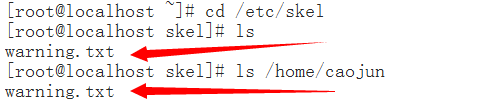 [root@localhost ~]# cd /etc/skel
[root@localhost skel]# ls
warning.txt
[root@localhost skel]# ls /home/caojun
warning.txt